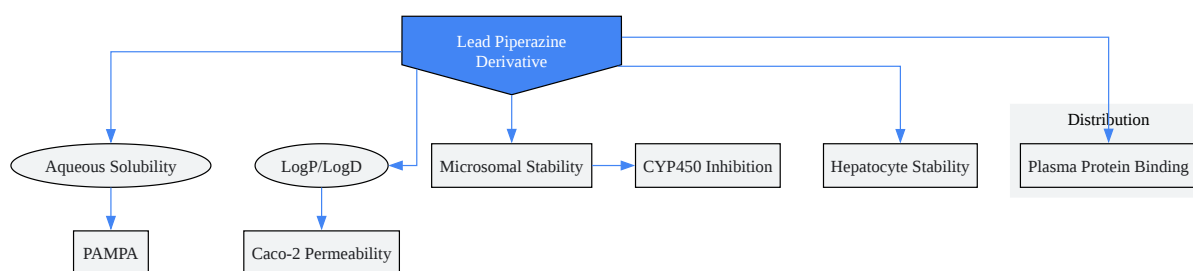 Lead Piperazine
Derivative
Distribution
Aqueous Solubility
LogP/LogD
Microsomal Stability
CYP450 Inhibition
Hepatocyte Stability
Plasma Protein Binding
PAMPA
Caco-2 Permeability